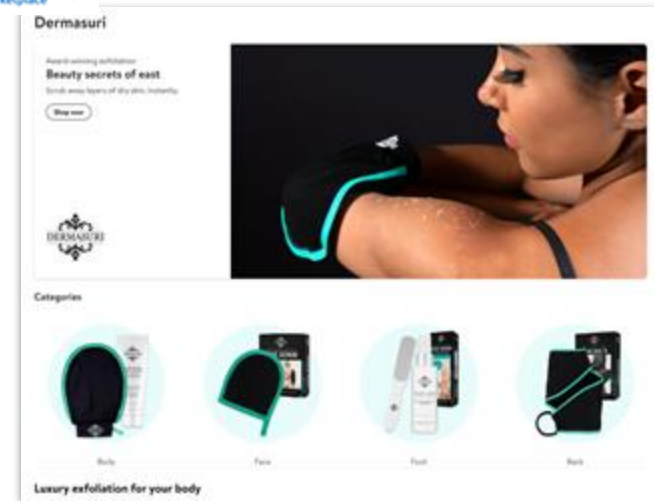 Dermasuri
Award-winning exfoliation
Beauty secrets of east
Scrub away layers of dry skin. Instantly.
Shop now
DERMASURI
Categories
Body
Face
Foot
Back
Luxury exfoliation for your body